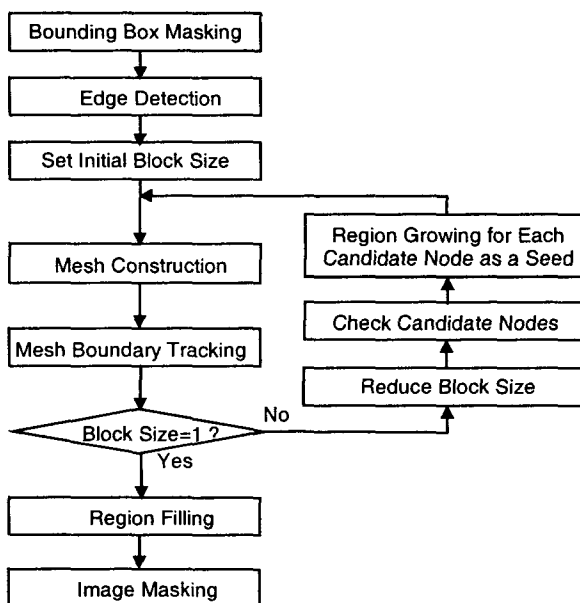 Bounding Box Masking
Edge Detection
Set Initial Block Size
Mesh Construction
Mesh Boundary Tracking
Block Size=1 ?
No
Yes
Reduce Block Size
Check Candidate Nodes
Region Growing for Each
Candidate Node as a Seed
Region Filling
Image Masking